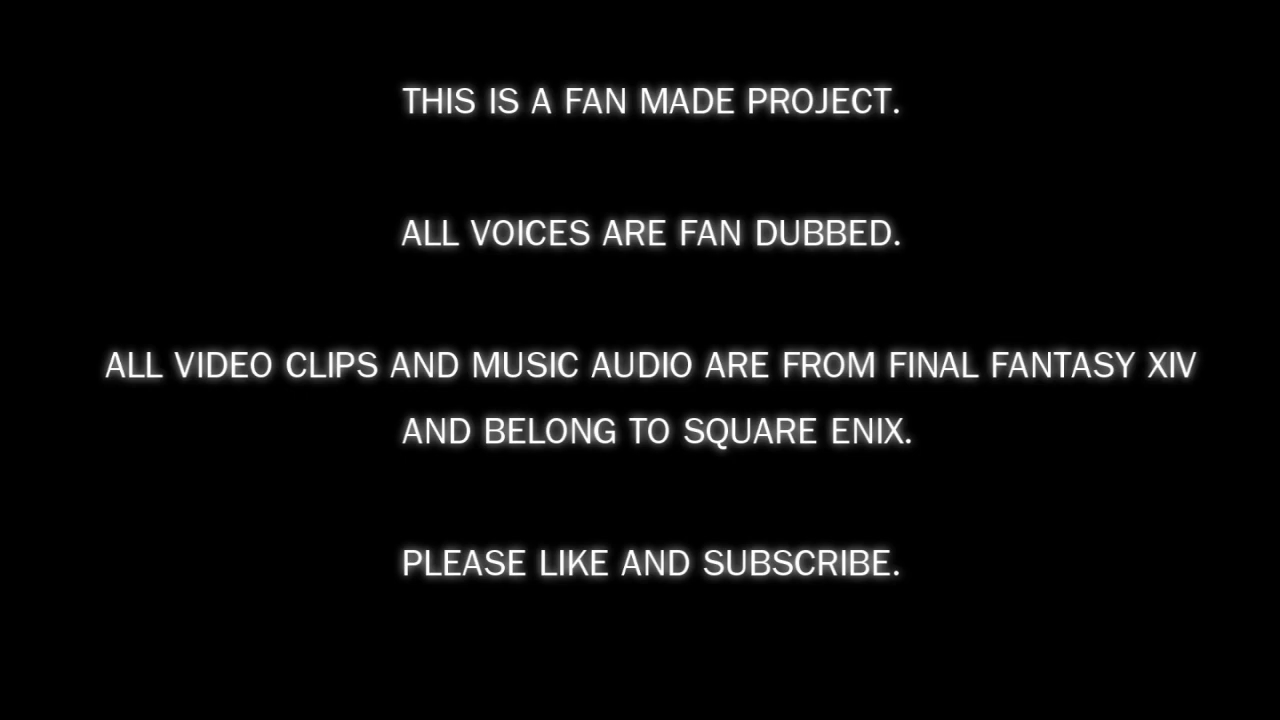 THIS IS A FAN MADE PROJECT.
ALL VOICES ARE FAN DUBBED.
ALL VIDEO CLIPS AND MUSIC AUDIO ARE FROM FINAL FANTASY XIV
AND BELONG TO SQUARE ENIX.
PLEASE LIKE AND SUBSCRIBE.